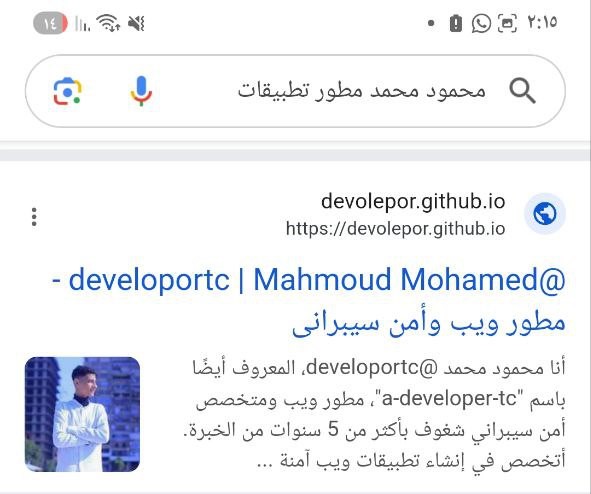 ٢:١٥
١٤
محمود محمد مطور تطبيقات
devolepor.github.io
https://devolepor.github.io
@developortc | Mahmoud Mohamed -
مطور ويب وأمن سيبرانى
أنا محمود محمد @developortc، المعروف أيضًا
باسم "a-developer-tc"، مطور ويب ومتخصص
أمن سيبراني شغوف بأكثر من 5 سنوات من الخبرة.
أتخصص في إنشاء تطبيقات ويب آمنة ...